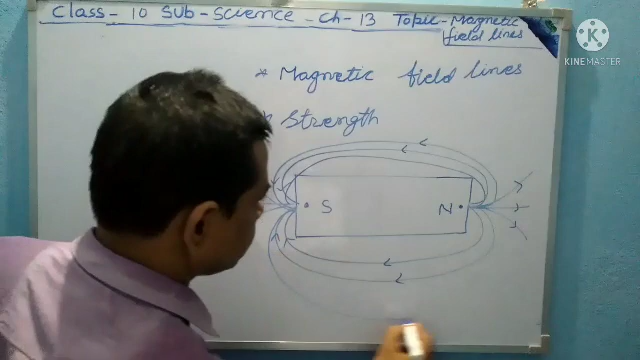 Class - 10 Sub - Science - Ch - 13 Topic - Magnetic field lines
KINEMASTER
* Magnetic field lines
Strength
S N